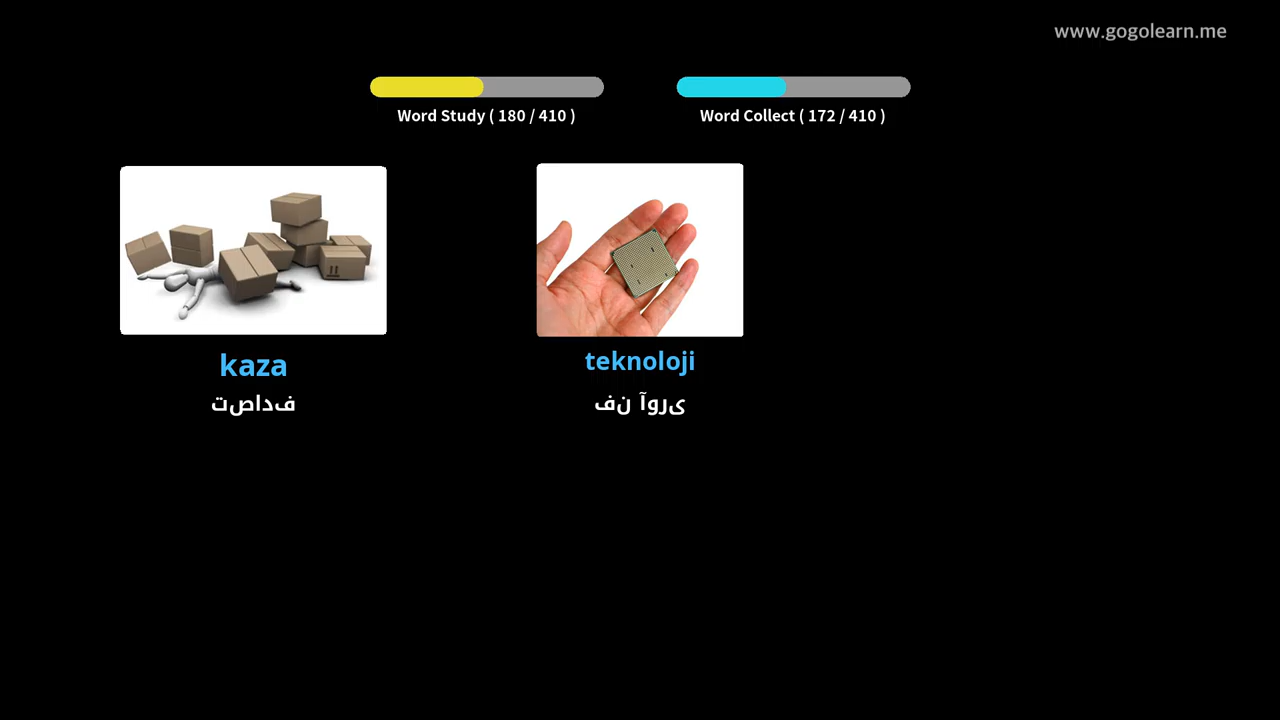 www.gogolearn.me
Word Study ( 180 / 410 )
Word Collect ( 172 / 410 )
kaza
فداصت
teknoloji
یروآ نف